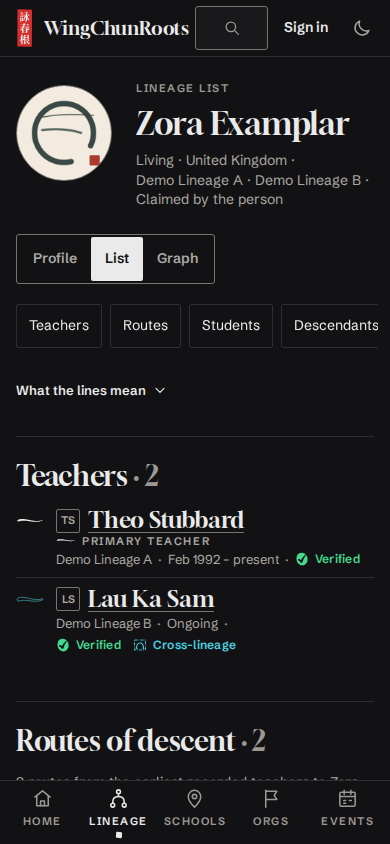 詠春根
WingChunRoots
Sign in
LINEAGE LIST
Zora Examplar
Living · United Kingdom ·
Demo Lineage A · Demo Lineage B ·
Claimed by the person
Profile
List
Graph
Teachers
Routes
Students
Descendants
What the lines mean
Teachers · 2
TS
Theo Stubbard
PRIMARY TEACHER
Demo Lineage A · Feb 1992 – present · Verified
LS
Lau Ka Sam
Demo Lineage B · Ongoing ·
Verified
Cross-lineage
Routes of descent · 2
HOME
LINEAGE
SCHOOLS
ORGS
EVENTS